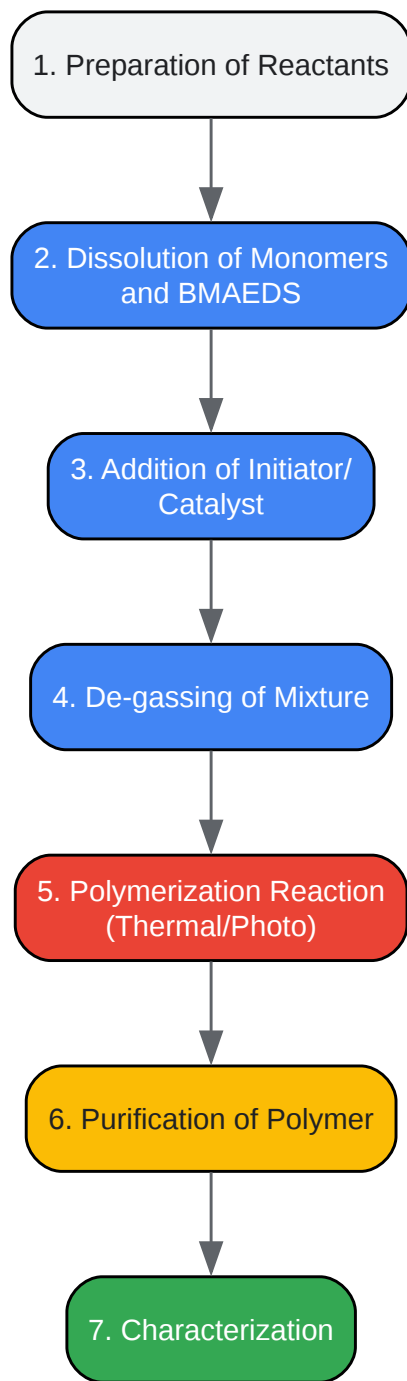 1. Preparation of Reactants
2. Dissolution of Monomers
and BMAEDS
3. Addition of Initiator/
Catalyst
4. De-gassing of Mixture
5. Polymerization Reaction
(Thermal/Photo)
6. Purification of Polymer
7. Characterization